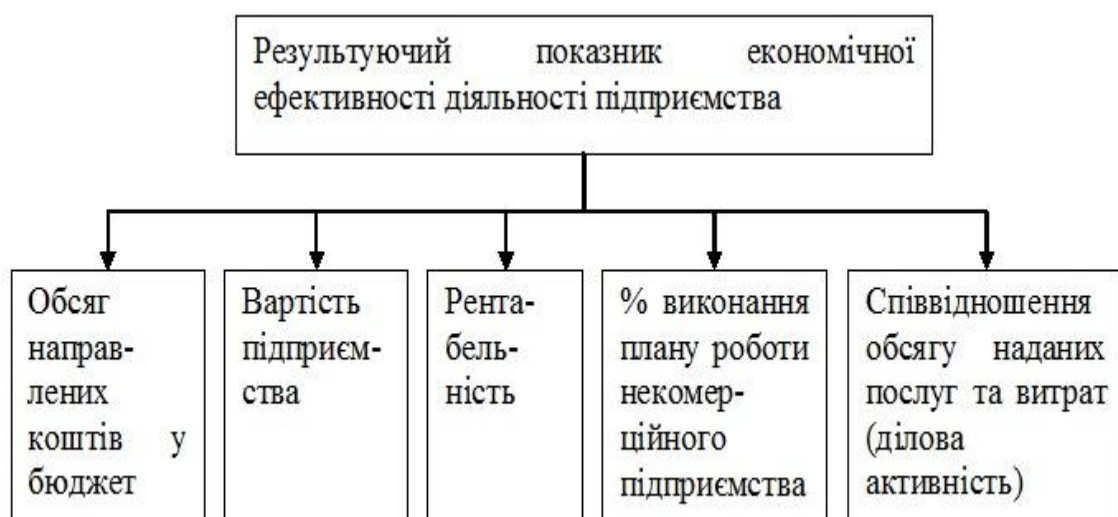 Результуючий показник економічної
ефективності діяльності підприємства
Обсяг
направ-
лених
коштів у
бюджет
Вартість
підприєм-
ства
Рента-
бель-
ність
% виконання
плану роботи
некомер-
ційного
підприємства
Співвідношення
обсягу наданих
послуг та витрат
(ділова
активність)